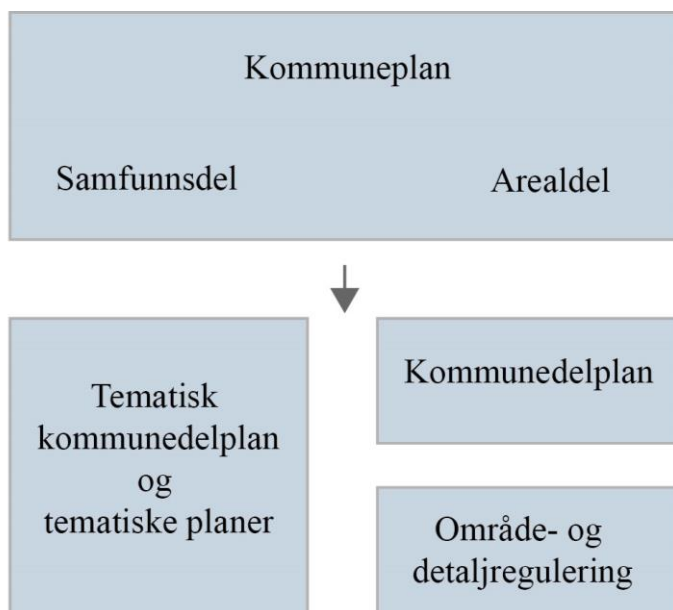 Kommuneplan
Samfunnsdel
Arealdel
Tematisk
kommunedelplan
og
tematiske planer
Kommunedelplan
Område- og
detaljregulering